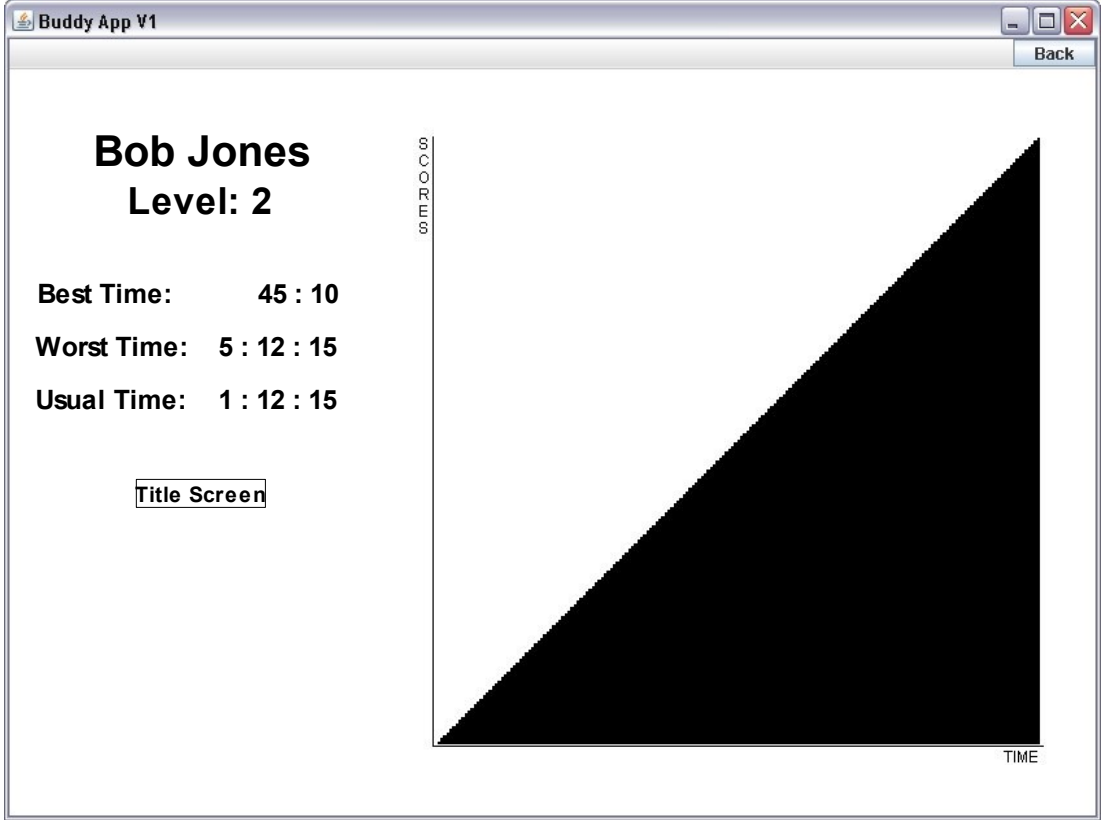 Buddy App V1
Back
Bob Jones
Level: 2
Best Time: 45 : 10
Worst Time: 5 : 12 : 15
Usual Time: 1 : 12 : 15
Title Screen
SCORES
TIME